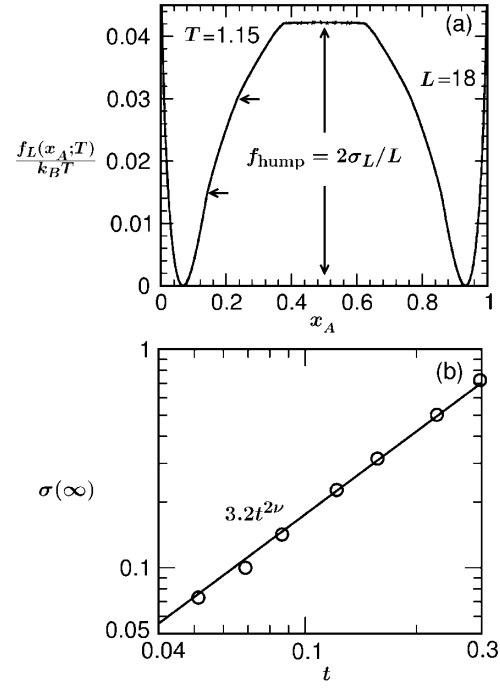 0.04
(a)
T=1.15
0.03
L=18
f_L(x_A;T)
k_BT
0.02
f_hump = 2σ_L/L
0.01
0
0 0.2 0.4 0.6 0.8 1
x_A
1
(b)
σ(∞)
3.2t^{2ν}
0.1
0.05
0.04 0.1 0.3
t